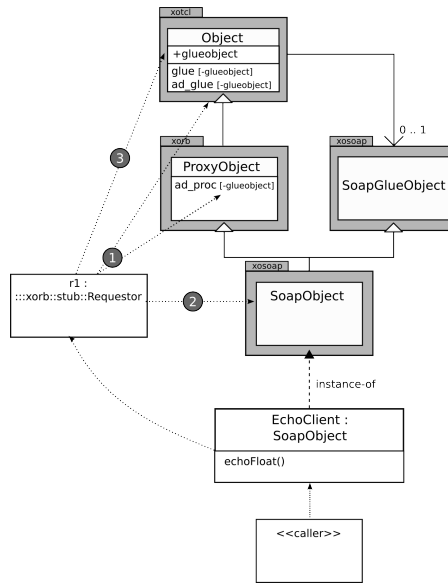 xotcl
Object
+glueobject
glue [-glueobject]
ad_glue [-glueobject]
0 .. 1
3
xorb
ProxyObject
ad_proc [-glueobject]
xosoap
SoapGlueObject
1
r1 :
:::xorb::stub::Requestor
2
xosoap
SoapObject
instance-of
EchoClient :
SoapObject
echoFloat()
<<caller>>